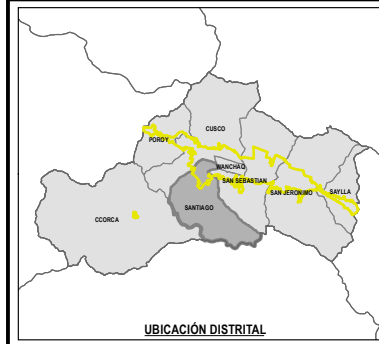 CUSCO
POROY
WANCHAQ
SAN SEBASTIAN
SAN JERONIMO
SAYLLA
SANTIAGO
CCORCA
UBICACIÓN DISTRITAL